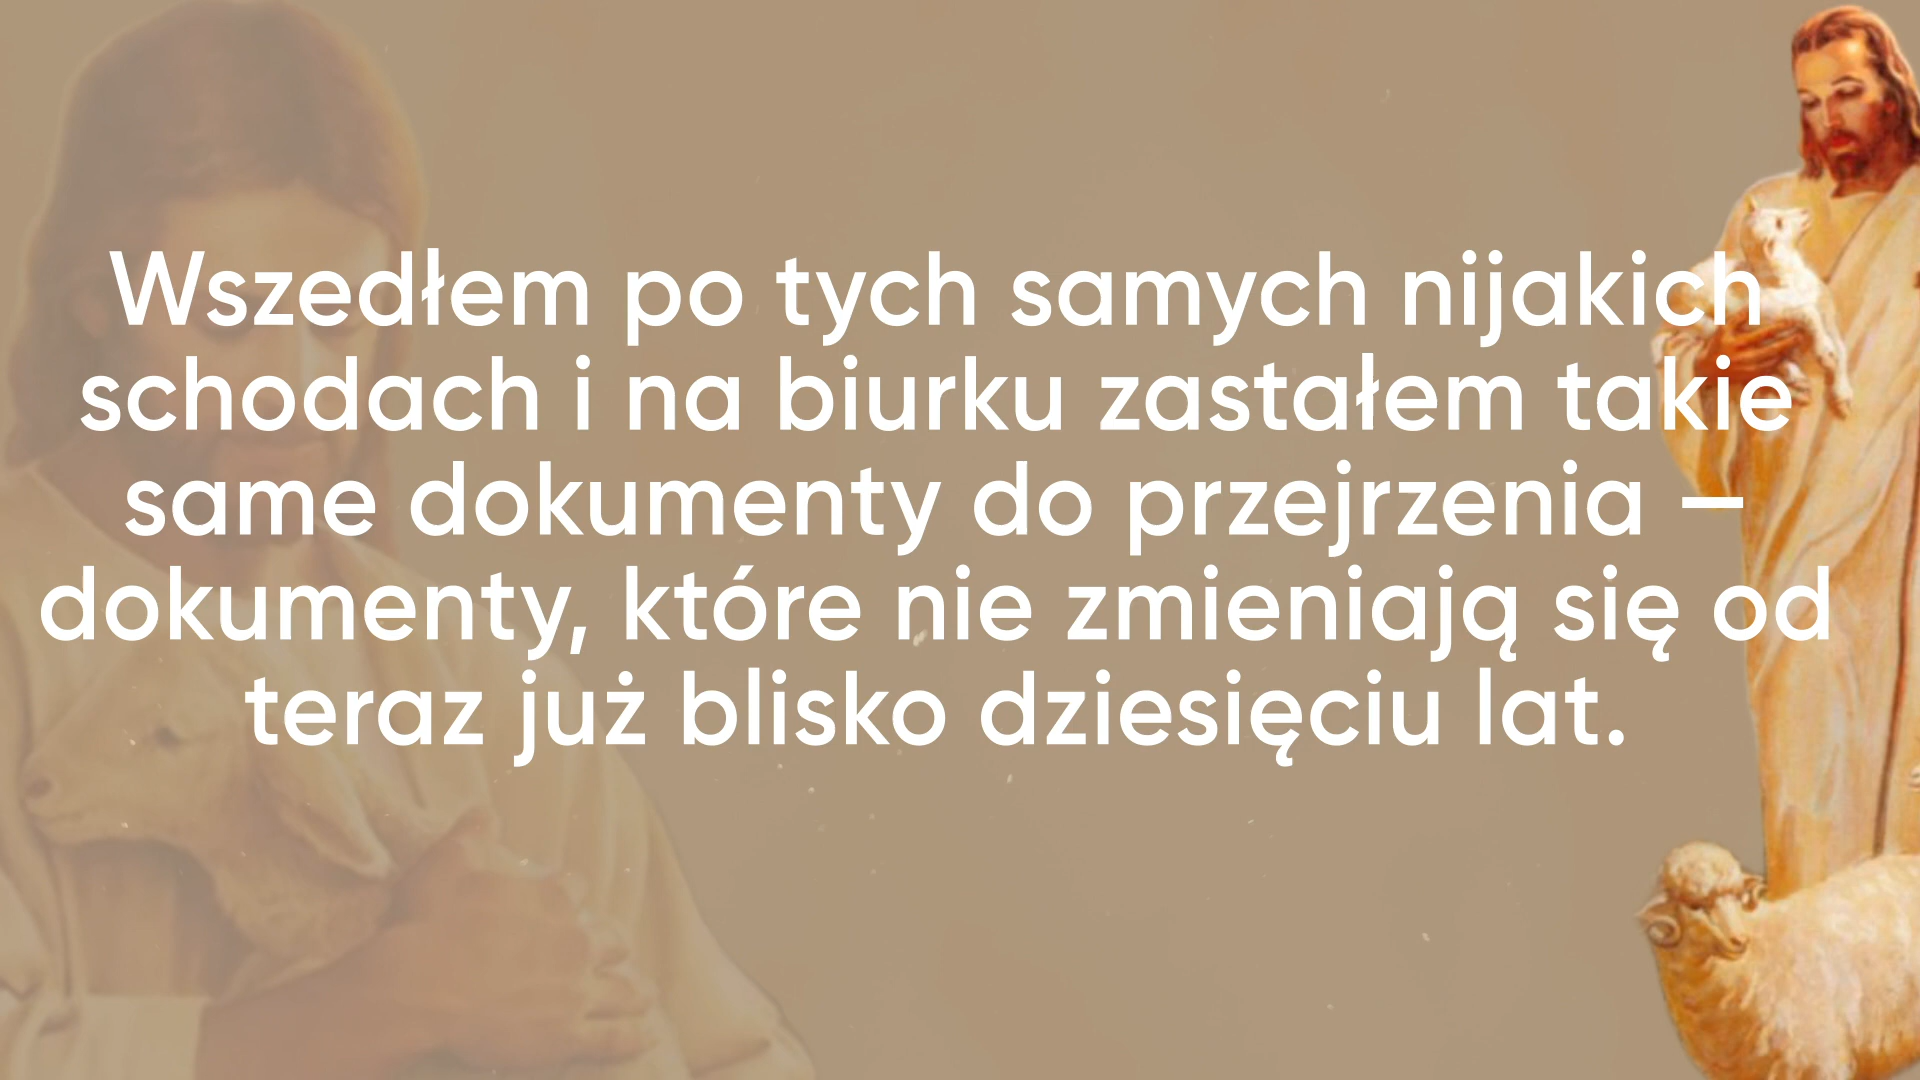 Wszedłem po tych samych nijakich
schodach i na biurku zastałem takie
same dokumenty do przejrzenia –
dokumenty, które nie zmieniają się od
teraz już blisko dziesięciu lat.